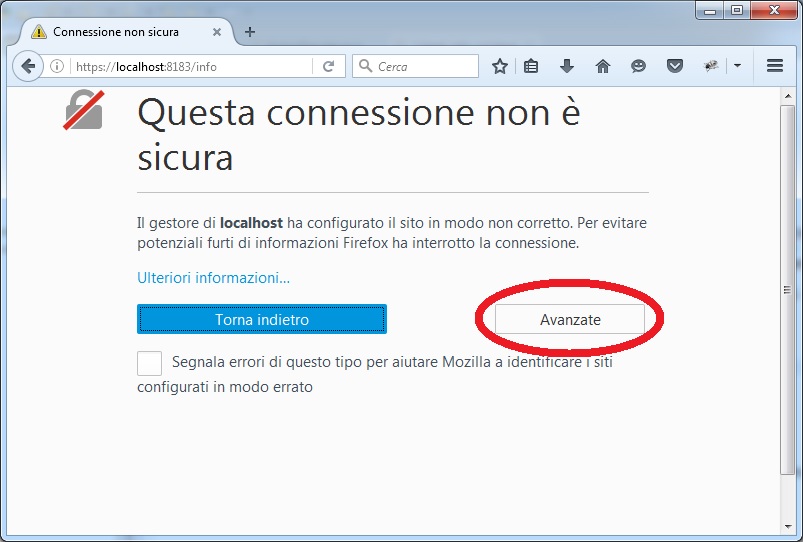 Connessione non sicura
https://localhost:8183/info
Cerca
Questa connessione non è
sicura
Il gestore di localhost ha configurato il sito in modo non corretto. Per evitare
potenziali furti di informazioni Firefox ha interrotto la connessione.
Ulteriori informazioni...
Torna indietro
Avanzate
Segnala errori di questo tipo per aiutare Mozilla a identificare i siti
configurati in modo errato